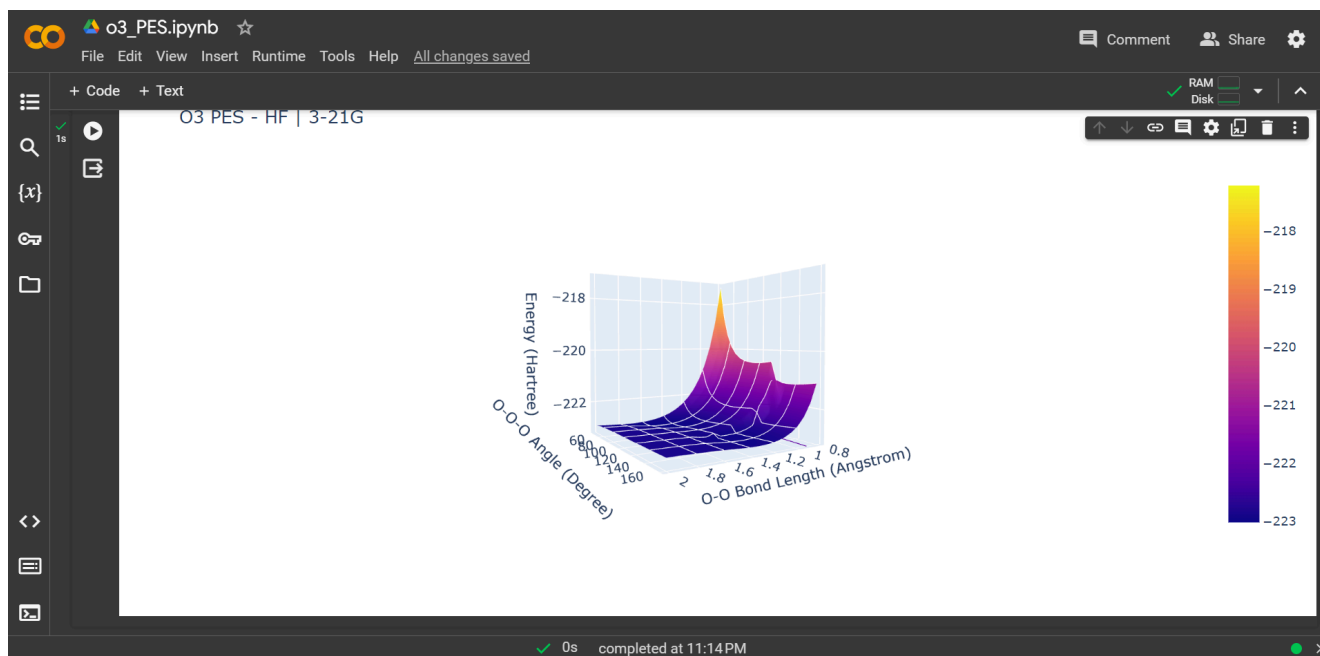 o3_PES.ipynb
Comment
Share
File Edit View Insert Runtime Tools Help All changes saved
+ Code + Text
RAM
Disk
1s
O3 PES - HF | 3-21G
{x}
−218
−219
−220
−221
−222
−223
Energy (Hartree)
−218
−220
−222
O-O-O Angle (Degree)
60
80
100
120
140
160
2
1.8
1.6
1.4
1.2
1
0.8
O-O Bond Length (Angstrom)
0s completed at 11:14 PM